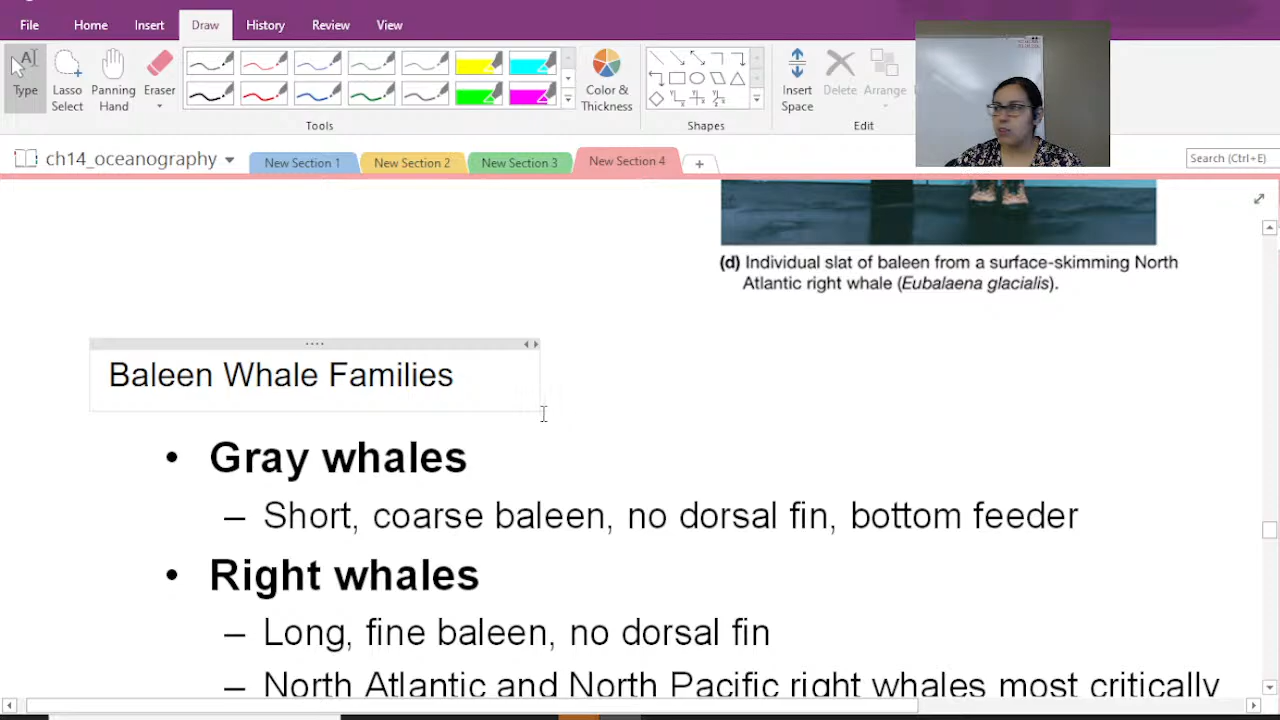 File Home Insert Draw History Review View
Type
Lasso Select
Panning Hand
Eraser
Color & Thickness
Insert Space
Delete
Arrange
Tools Shapes Edit
ch14_oceanography New Section 1 New Section 2 New Section 3 New Section 4 + Search (Ctrl+E)
(d) Individual slat of baleen from a surface-skimming North
Atlantic right whale (Eubalaena glacialis).
Baleen Whale Families
• Gray whales
– Short, coarse baleen, no dorsal fin, bottom feeder
• Right whales
– Long, fine baleen, no dorsal fin
– North Atlantic and North Pacific right whales most critically